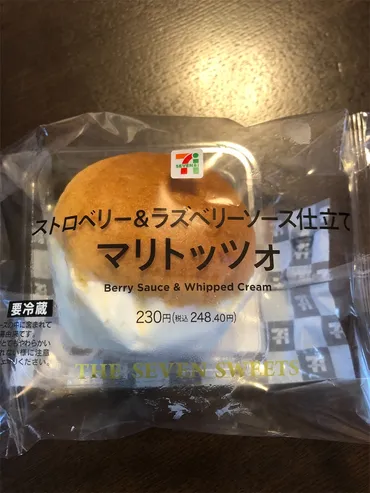 7
ストロベリー&ラズベリーソース仕立て
マリトッツォ
Berry Sauce & Whipped Cream
230円(税込 248.40円)
要冷蔵
THE SEVEN SWEETS